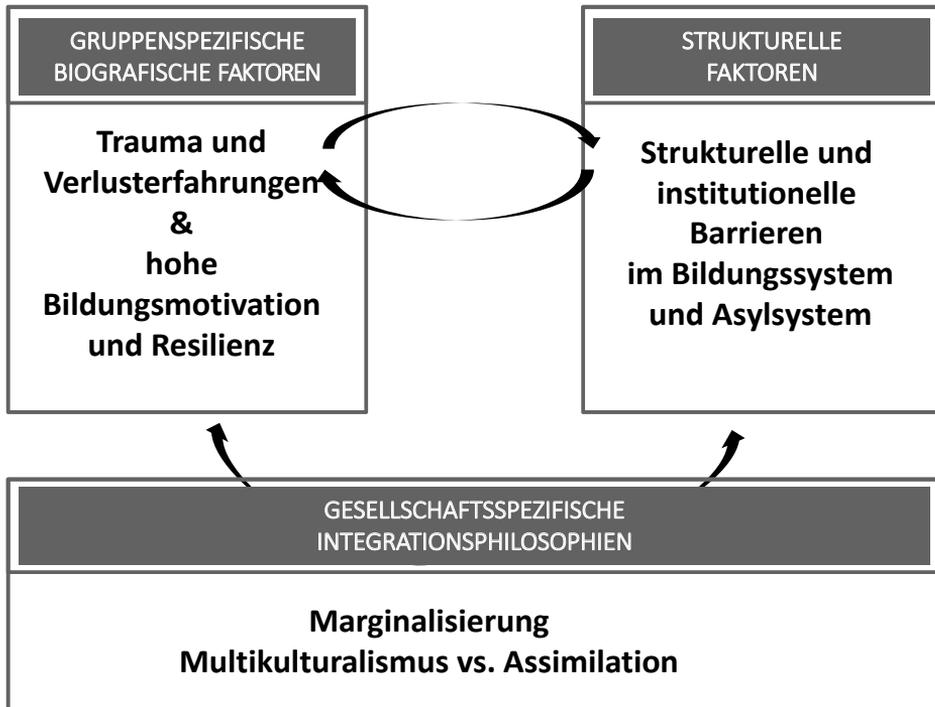 GRUPPENSPEZIFISCHE
BIOGRAFISCHE FAKTOREN
Trauma und
Verlusterfahrungen
&
hohe
Bildungsmotivation
und Resilienz
STRUKTURELLE
FAKTOREN
Strukturelle und
institutionelle
Barrieren
im Bildungssystem
und Asylsystem
GESELLSCHAFTSSPEZIFISCHE
INTEGRATIONSPHILOSOPHIEN
Marginalisierung
Multikulturalismus vs. Assimilation